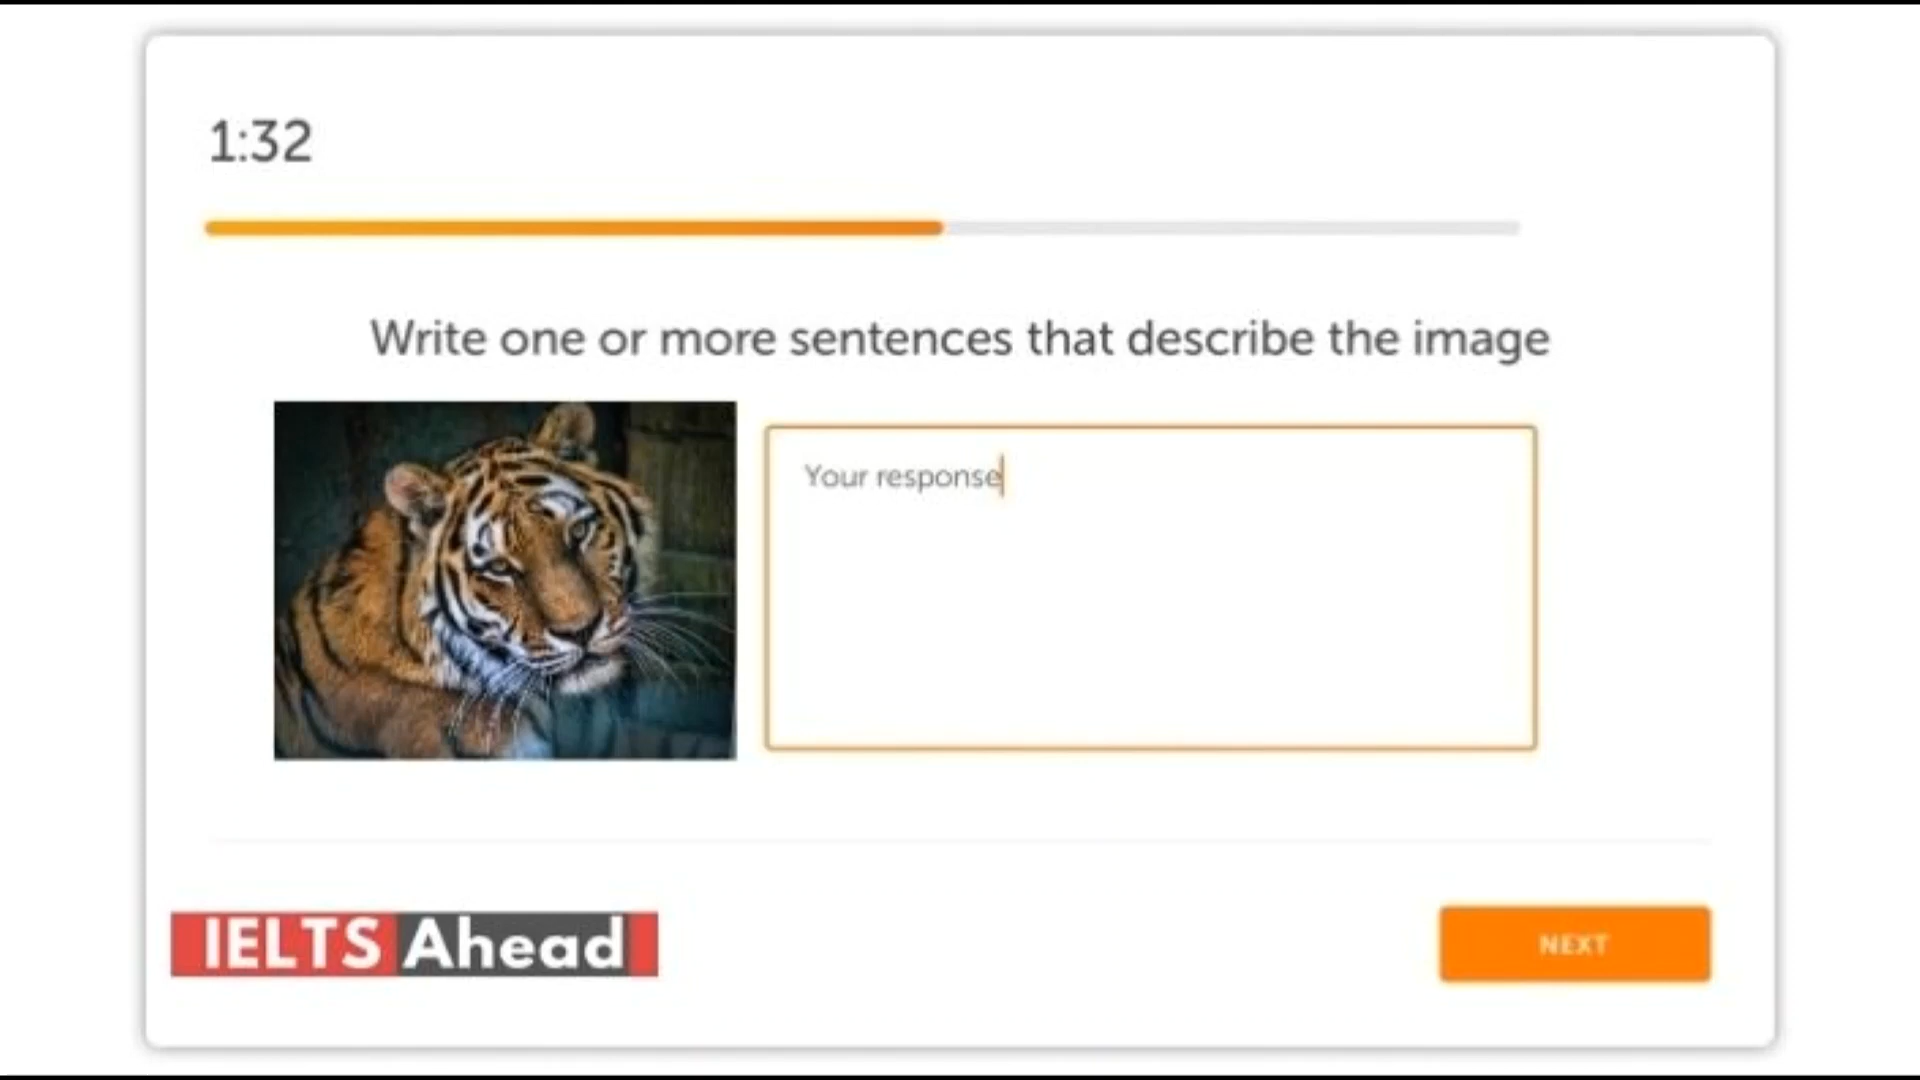 1:32
Write one or more sentences that describe the image
Your response
IELTS Ahead
NEXT